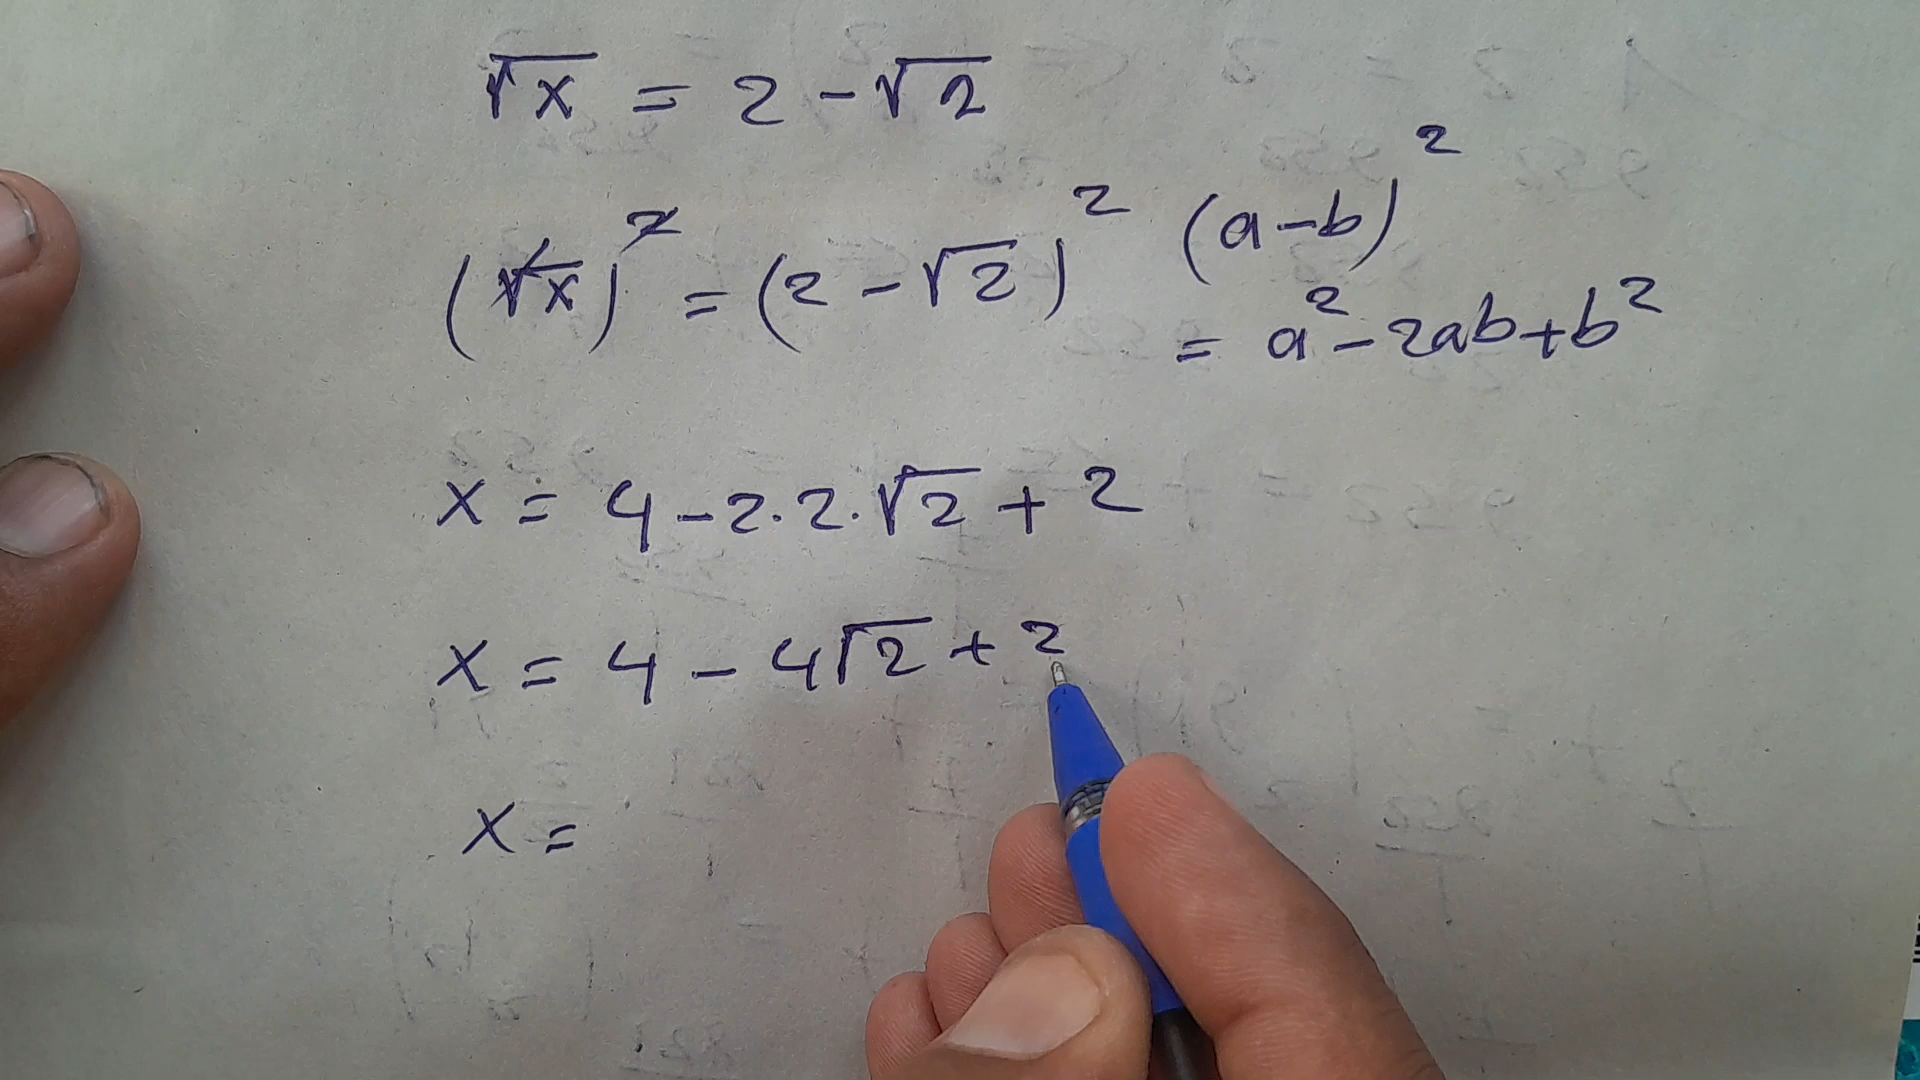 √x = 2 - √2
(√x)² = (2 - √2)² (a-b)²
= a² - 2ab + b²
x = 4 - 2·2·√2 + 2
x = 4 - 4√2 + 2
x =